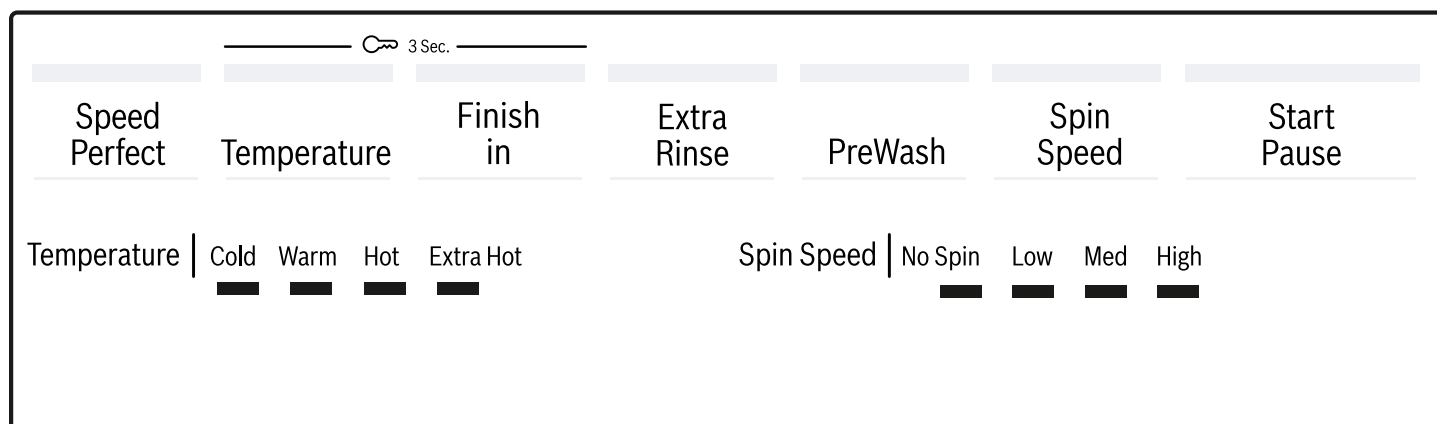 3 Sec.
Speed
Perfect
Temperature
Finish
in
Extra
Rinse
PreWash
Spin
Speed
Start
Pause
Temperature | Cold Warm Hot Extra Hot
Spin Speed | No Spin Low Med High